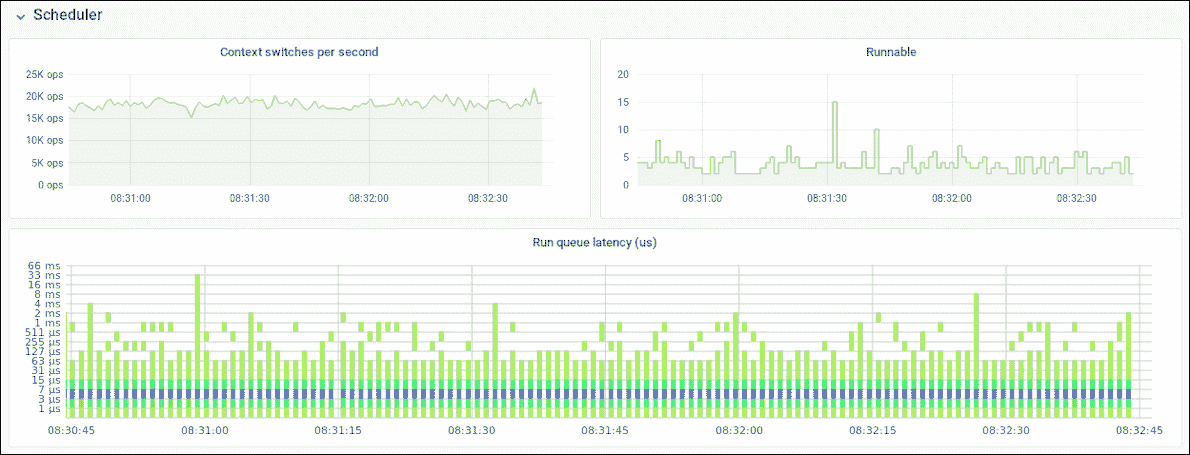 Scheduler
Context switches per second
25K ops
20K ops
15K ops
10K ops
5K ops
0 ops
08:31:00 08:31:30 08:32:00 08:32:30
Runnable
20
15
10
5
0
08:31:00 08:31:30 08:32:00 08:32:30
Run queue latency (us)
66 ms
33 ms
16 ms
8 ms
4 ms
2 ms
1 ms
511 µs
255 µs
127 µs
63 µs
31 µs
15 µs
7 µs
3 µs
1 µs
08:30:45 08:31:00 08:31:15 08:31:30 08:31:45 08:32:00 08:32:15 08:32:30 08:32:45